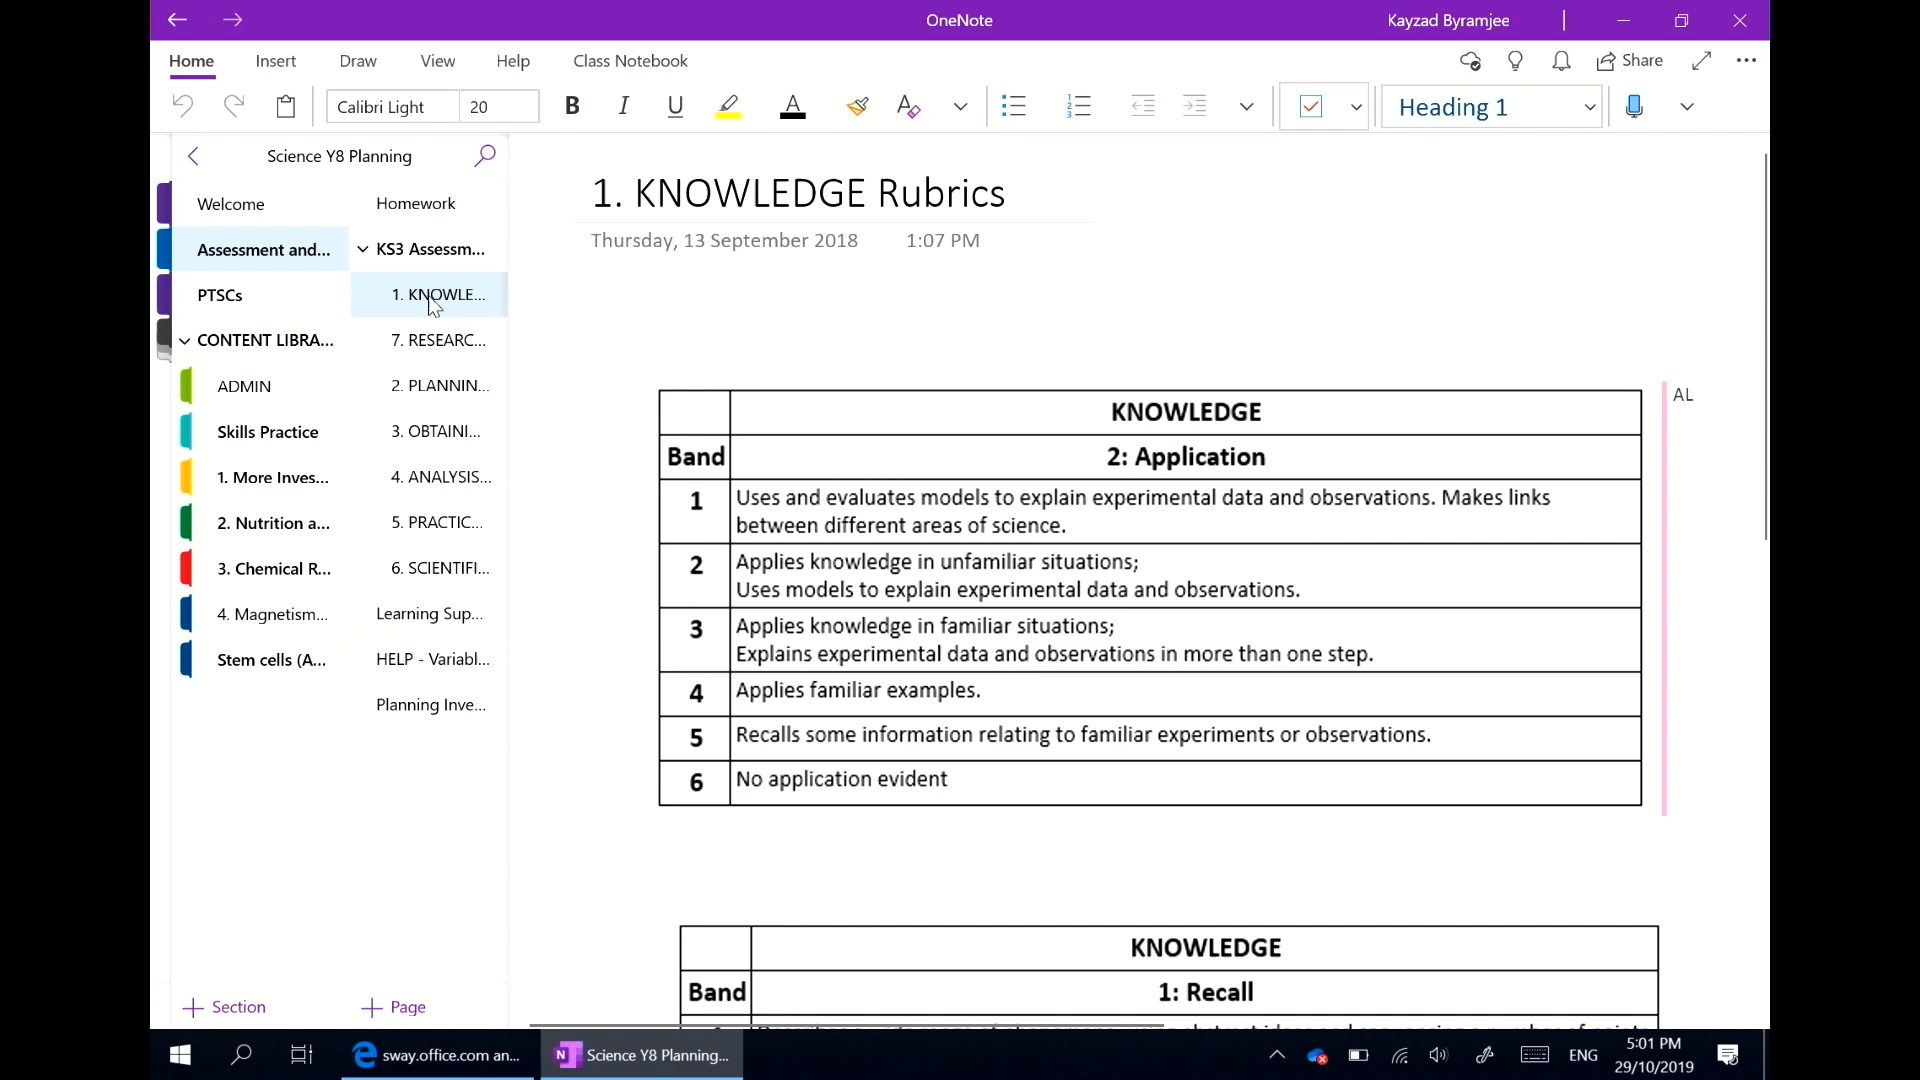 OneNote
Kayzad Byramjee
Home Insert Draw View Help Class Notebook
Share
Calibri Light 20 B I U A A Heading 1
Science Y8 Planning
Welcome
Assessment and...
PTSCs
CONTENT LIBRA...
ADMIN
Skills Practice
1. More Inves...
2. Nutrition a...
3. Chemical R...
4. Magnetism...
Stem cells (A...
Section
Homework
KS3 Assessm...
1. KNOWLE...
7. RESEARC...
2. PLANNIN...
3. OBTAINI...
4. ANALYSIS...
5. PRACTIC...
6. SCIENTIFI...
Learning Sup...
HELP - Variabl...
Planning Inve...
Page
1. KNOWLEDGE Rubrics
Thursday, 13 September 2018 1:07 PM
AL
KNOWLEDGE
Band 2: Application
1 Uses and evaluates models to explain experimental data and observations. Makes links
between different areas of science.
2 Applies knowledge in unfamiliar situations;
Uses models to explain experimental data and observations.
3 Applies knowledge in familiar situations;
Explains experimental data and observations in more than one step.
4 Applies familiar examples.
5 Recalls some information relating to familiar experiments or observations.
6 No application evident
KNOWLEDGE
Band 1: Recall
sway.office.com an...
N Science Y8 Planning...
ENG
5:01 PM
29/10/2019